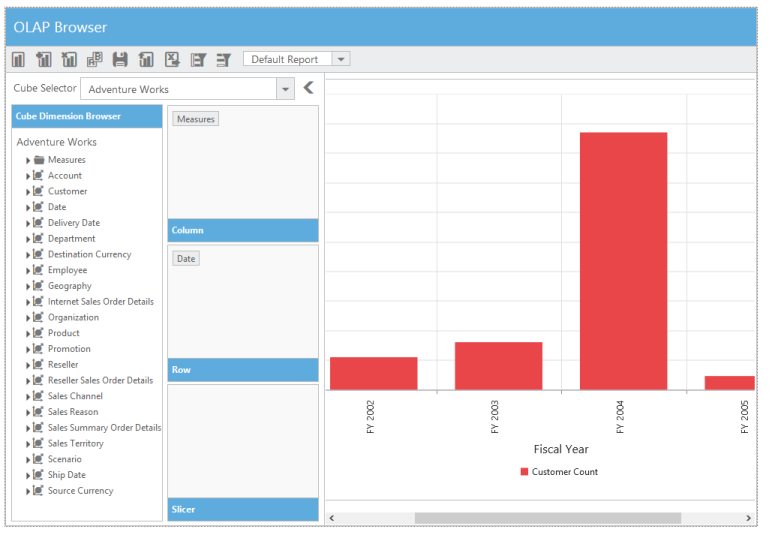 OLAP Browser
Default Report
Cube Selector
Adventure Works
Cube Dimension Browser
Adventure Works
Measures
Account
Customer
Date
Delivery Date
Department
Destination Currency
Employee
Geography
Internet Sales Order Details
Organization
Product
Promotion
Reseller
Reseller Sales Order Details
Sales Channel
Sales Reason
Sales Summary Order Details
Sales Territory
Scenario
Ship Date
Source Currency
Measures
Column
Date
Row
Slicer
FY 2002
FY 2003
FY 2004
FY 2005
Fiscal Year
Customer Count